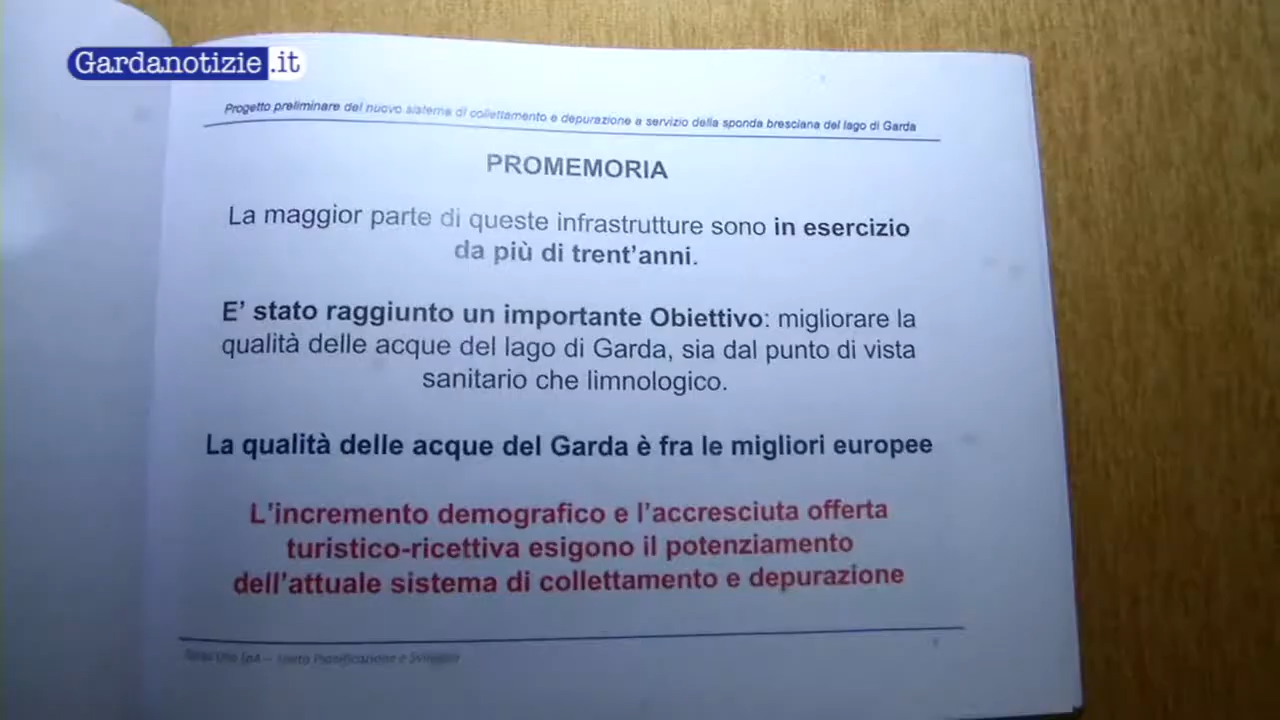 Gardanotizie.it
Progetto preliminare del nuovo sistema di collettamento e depurazione a servizio della sponda bresciana del lago di Garda
PROMEMORIA
La maggior parte di queste infrastrutture sono in esercizio
da più di trent'anni.
E' stato raggiunto un importante Obiettivo: migliorare la
qualità delle acque del lago di Garda, sia dal punto di vista
sanitario che limnologico.
La qualità delle acque del Garda è fra le migliori europee
L'incremento demografico e l'accresciuta offerta
turistico-ricettiva esigono il potenziamento
dell'attuale sistema di collettamento e depurazione
Uno SpA – Pianificazione e Sviluppo